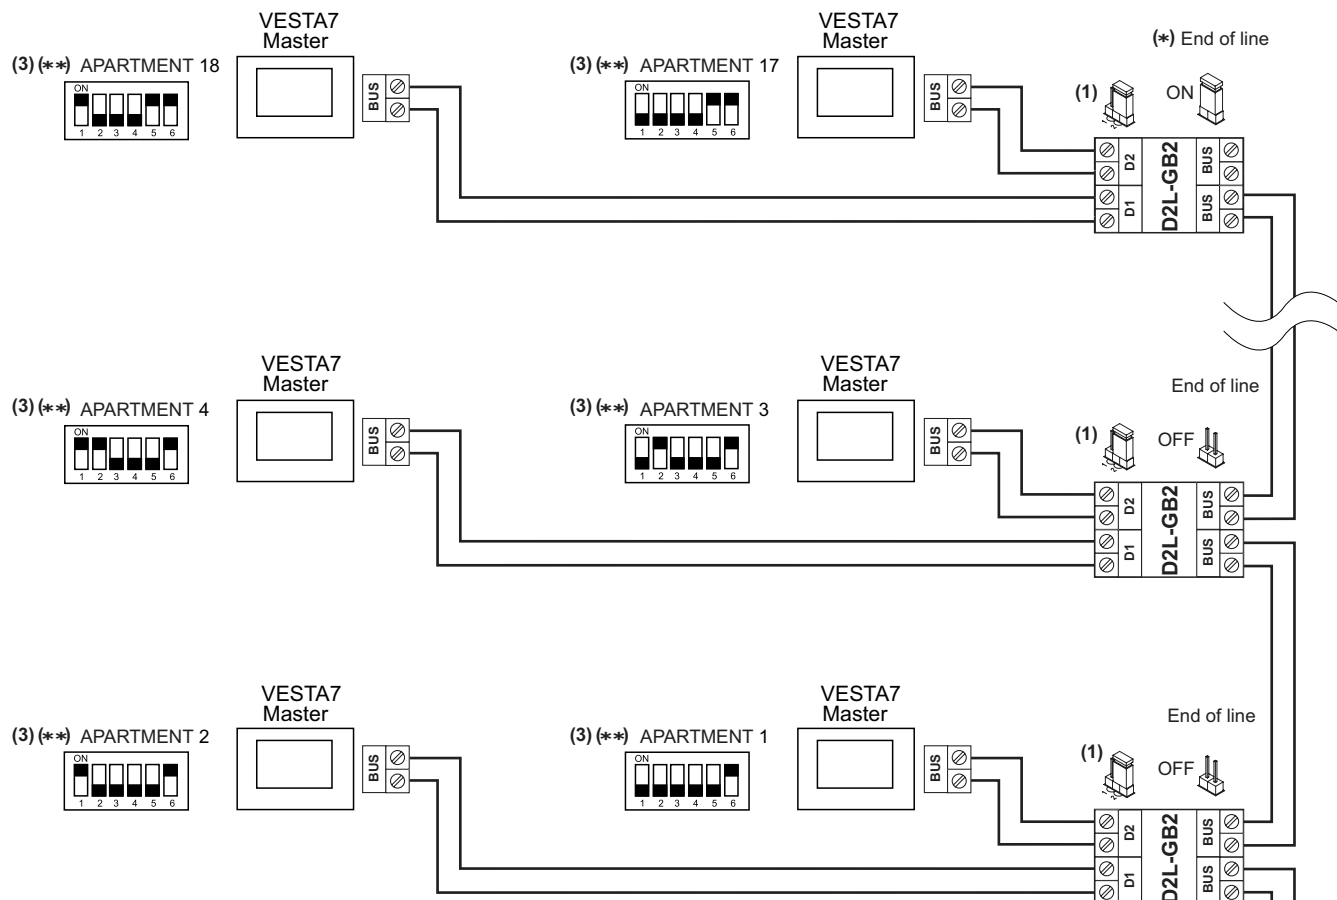 VESTA7
Master
VESTA7
Master
(*) End of line
(3) (**) APARTMENT 18
(3) (**) APARTMENT 17
ON
1 2 3 4 5 6
BUS
ON
1 2 3 4 5 6
BUS
(1)
ON
D2
D1
D2L-GB2
BUS
BUS
VESTA7
Master
VESTA7
Master
End of line
(3) (**) APARTMENT 4
(3) (**) APARTMENT 3
ON
1 2 3 4 5 6
BUS
ON
1 2 3 4 5 6
BUS
(1)
OFF
D2
D1
D2L-GB2
BUS
BUS
VESTA7
Master
VESTA7
Master
End of line
(3) (**) APARTMENT 2
(3) (**) APARTMENT 1
ON
1 2 3 4 5 6
BUS
ON
1 2 3 4 5 6
BUS
(1)
OFF
D2
D1
D2L-GB2
BUS
BUS